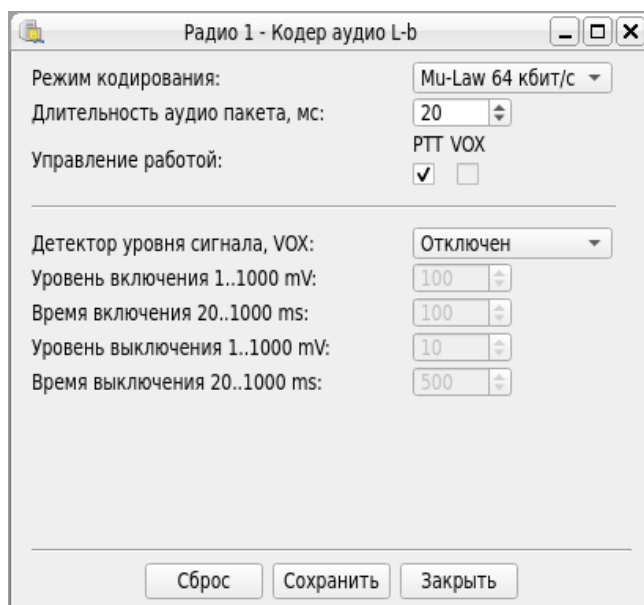 Радио 1 - Кодер аудио L-b
Режим кодирования: Mu-Law 64 кбит/с
Длительность аудио пакета, мс: 20
PTT VOX
Управление работой:
Детектор уровня сигнала, VOX: Отключен
Уровень включения 1..1000 mV: 100
Время включения 20..1000 ms: 100
Уровень выключения 1..1000 mV: 10
Время выключения 20..1000 ms: 500
Сброс Сохранить Закрыть